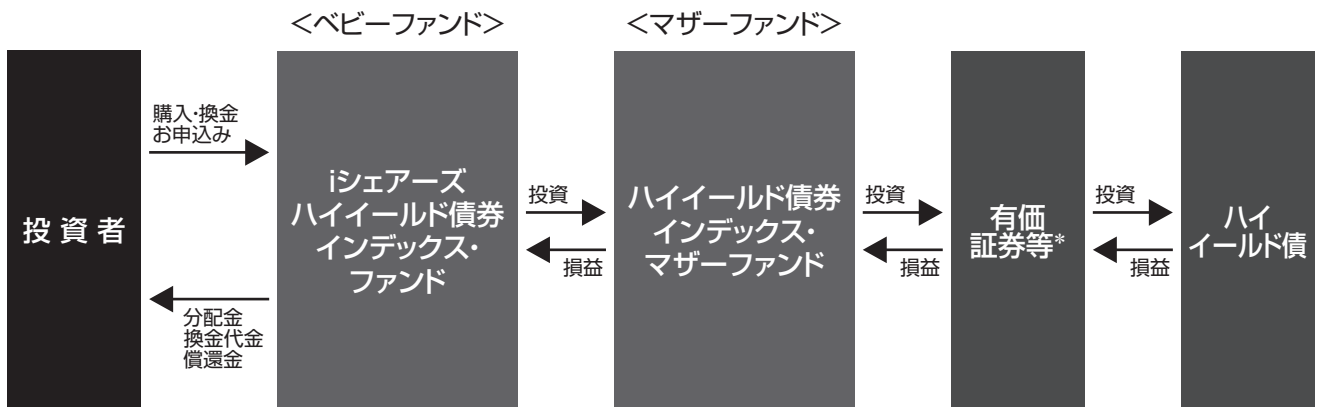 ＜ベビーファンド＞
＜マザーファンド＞
投資者
購入・換金
お申込み
分配金
換金代金
償還金
iシェアーズ
ハイイールド債券
インデックス・
ファンド
投資
損益
ハイイールド債券
インデックス・
マザーファンド
投資
損益
有価
証券等*
投資
損益
ハイ
イールド債